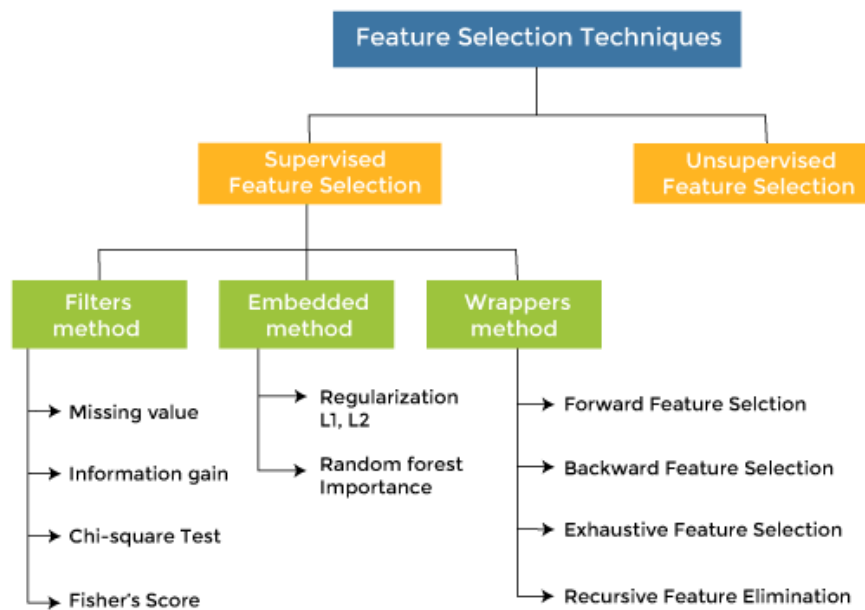 Feature Selection Techniques
Supervised
Feature Selection
Unsupervised
Feature Selection
Filters
method
Embedded
method
Wrappers
method
Missing value
Information gain
Chi-square Test
Fisher's Score
Regularization
L1, L2
Random forest
Importance
Forward Feature Selction
Backward Feature Selection
Exhaustive Feature Selection
Recursive Feature Elimination